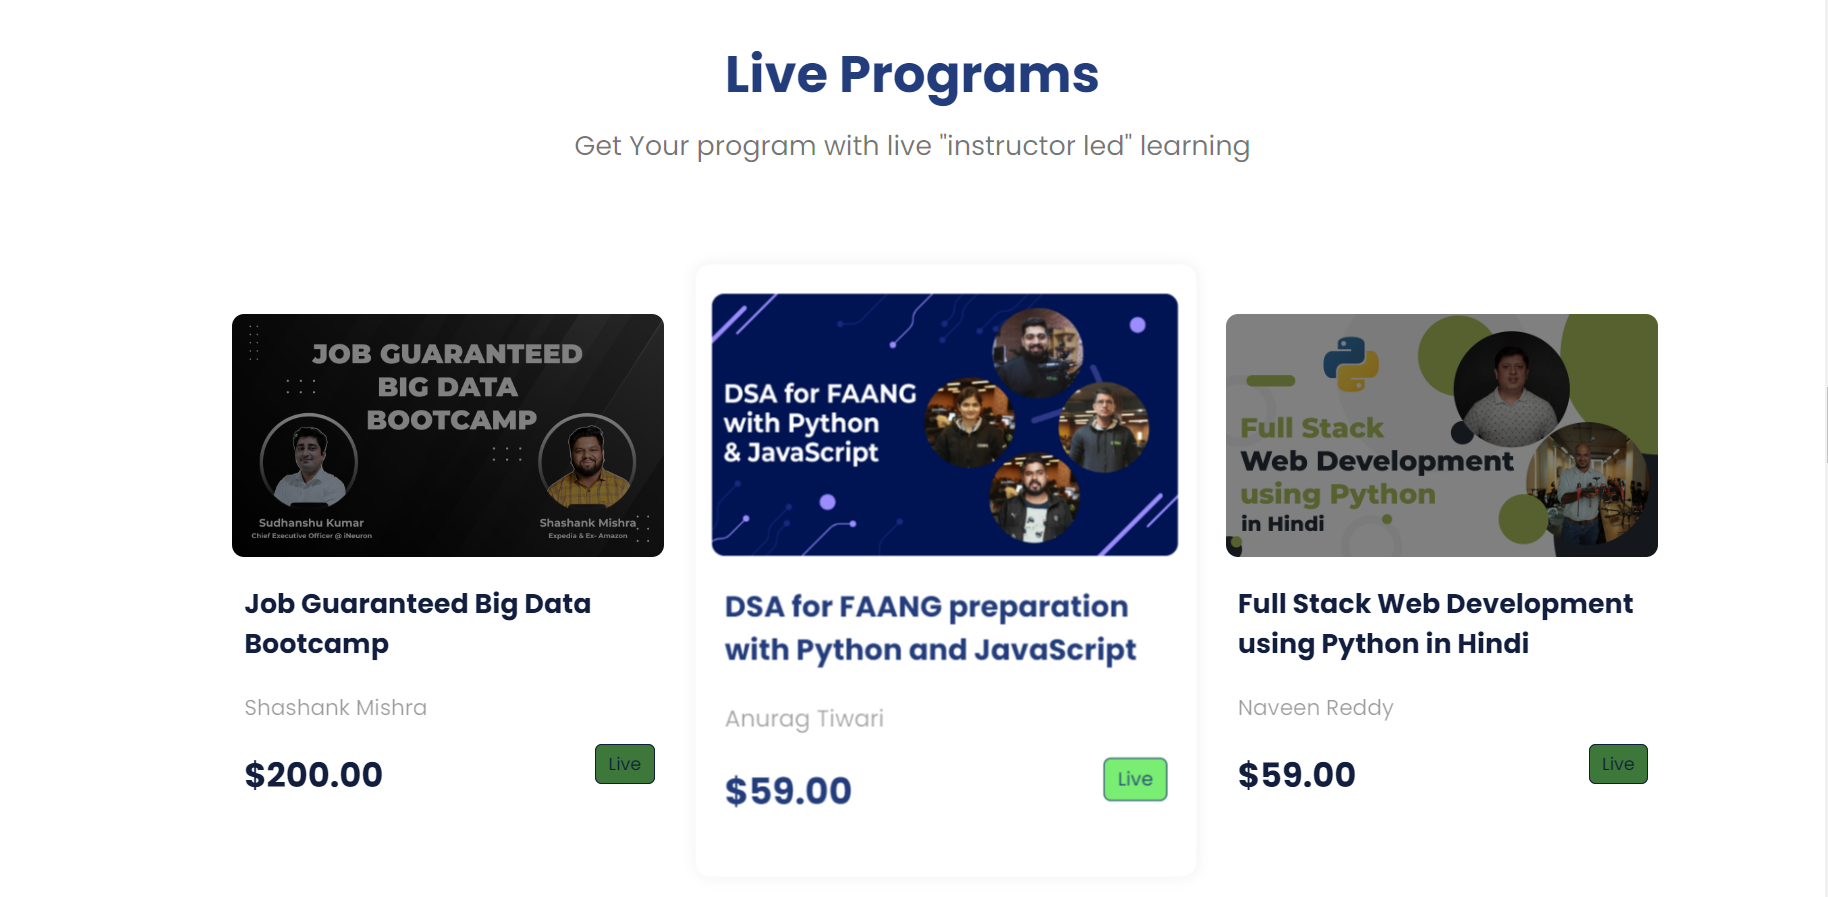 Live Programs
Get Your program with live "instructor led" learning
JOB GUARANTEED
BIG DATA
BOOTCAMP
Sudhanshu Kumar
Chief Executive Officer @ iNeuron
Shashank Mishra
Expedia & Ex- Amazon
Job Guaranteed Big Data
Bootcamp
Shashank Mishra
$200.00
Live
DSA for FAANG
with Python
& JavaScript
DSA for FAANG preparation
with Python and JavaScript
Anurag Tiwari
$59.00
Live
Full Stack
Web Development
using Python
in Hindi
Full Stack Web Development
using Python in Hindi
Naveen Reddy
$59.00
Live